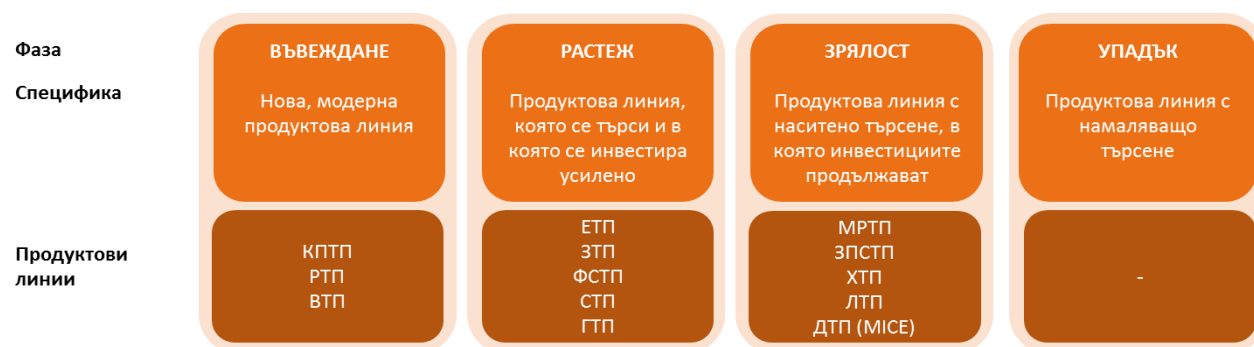 Фаза
ВЪВЕЖДАНЕ
РАСТЕЖ
ЗРЯЛОСТ
УПАДЪК
Специфика
Нова, модерна
продуктова линия
Продуктова линия,
която се търси и в
която се инвестира
усилено
Продуктова линия с
наситено търсене, в
която инвестициите
продължават
Продуктова линия с
намаляващо
търсене
Продуктови
линии
КПТП
РТП
ВТП
ЕТП
ЗТП
ФСТП
СТП
ГТП
МРТП
ЗПСТП
ХТП
ЛТП
ДТП (MICE)
-